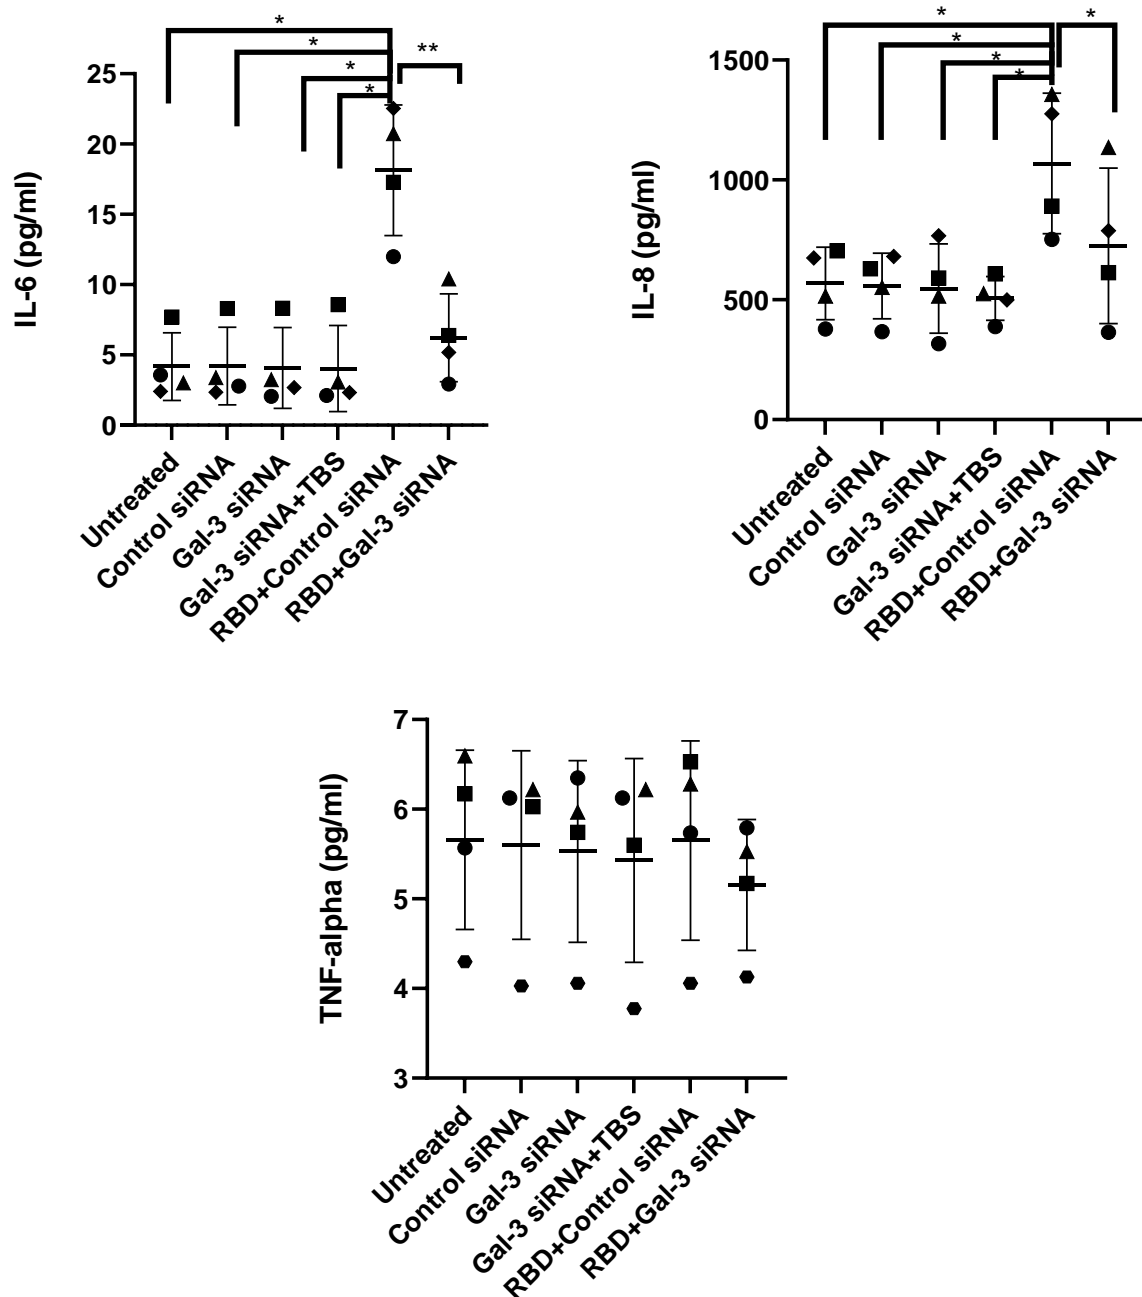 *
*
*
*
**
IL-6 (pg/ml)
25
20
15
10
5
0
Untreated
Control siRNA
Gal-3 siRNA
Gal-3 siRNA+TBS
RBD+Control siRNA
RBD+Gal-3 siRNA
*
*
*
*
*
IL-8 (pg/ml)
1500
1000
500
0
Untreated
Control siRNA
Gal-3 siRNA
Gal-3 siRNA+TBS
RBD+Control siRNA
RBD+Gal-3 siRNA
TNF-alpha (pg/ml)
7
6
5
4
3
Untreated
Control siRNA
Gal-3 siRNA
Gal-3 siRNA+TBS
RBD+Control siRNA
RBD+Gal-3 siRNA